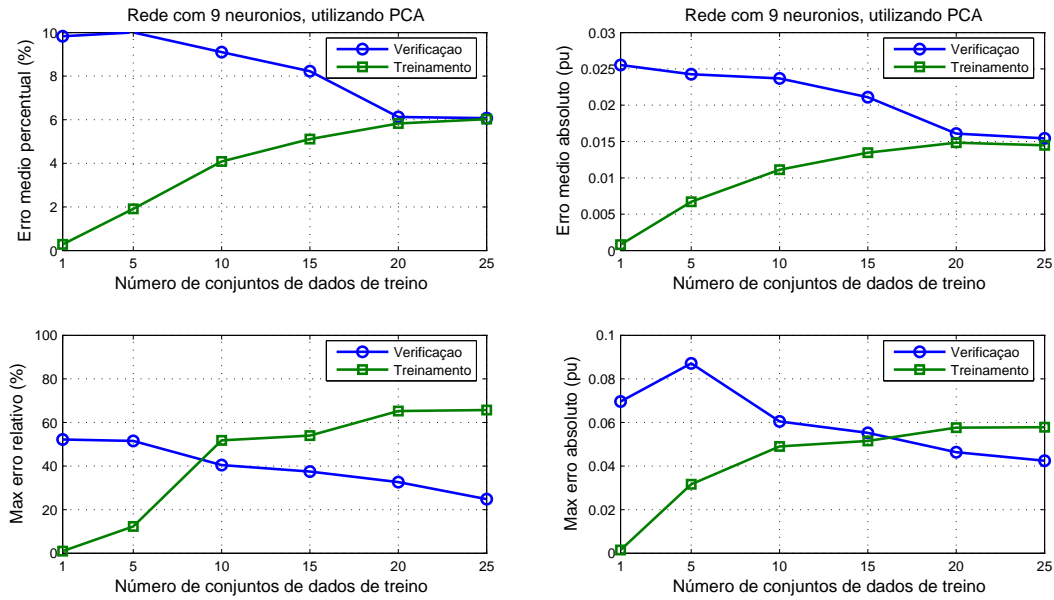 Rede com 9 neuronios, utilizando PCA
Erro medio percentual (%)
10
8
6
4
2
0
Verificaçao
Treinamento
1 5 10 15 20 25
Número de conjuntos de dados de treino
Rede com 9 neuronios, utilizando PCA
Erro medio absoluto (pu)
0.03
0.025
0.02
0.015
0.01
0.005
0
Verificaçao
Treinamento
1 5 10 15 20 25
Número de conjuntos de dados de treino
Max erro relativo (%)
100
80
60
40
20
0
Verificaçao
Treinamento
1 5 10 15 20 25
Número de conjuntos de dados de treino
Max erro absoluto (pu)
0.1
0.08
0.06
0.04
0.02
0
Verificaçao
Treinamento
1 5 10 15 20 25
Número de conjuntos de dados de treino